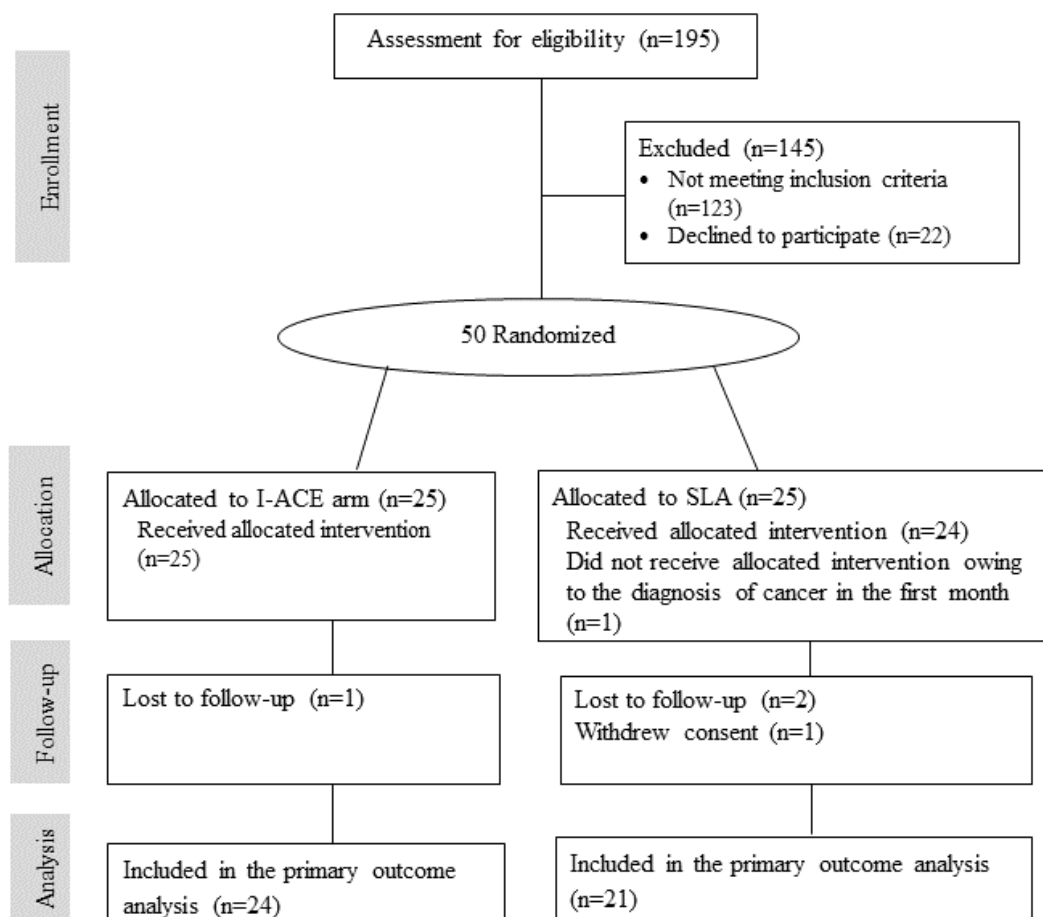 Assessment for eligibility (n=195)
Enrollment
Excluded (n=145)
• Not meeting inclusion criteria
(n=123)
• Declined to participate (n=22)
50 Randomized
Allocation
Allocated to I-ACE arm (n=25)
Received allocated intervention
(n=25)
Allocated to SLA (n=25)
Received allocated intervention (n=24)
Did not receive allocated intervention owing
to the diagnosis of cancer in the first month
(n=1)
Follow-up
Lost to follow-up (n=1)
Lost to follow-up (n=2)
Withdrew consent (n=1)
Analysis
Included in the primary outcome
analysis (n=24)
Included in the primary outcome analysis
(n=21)